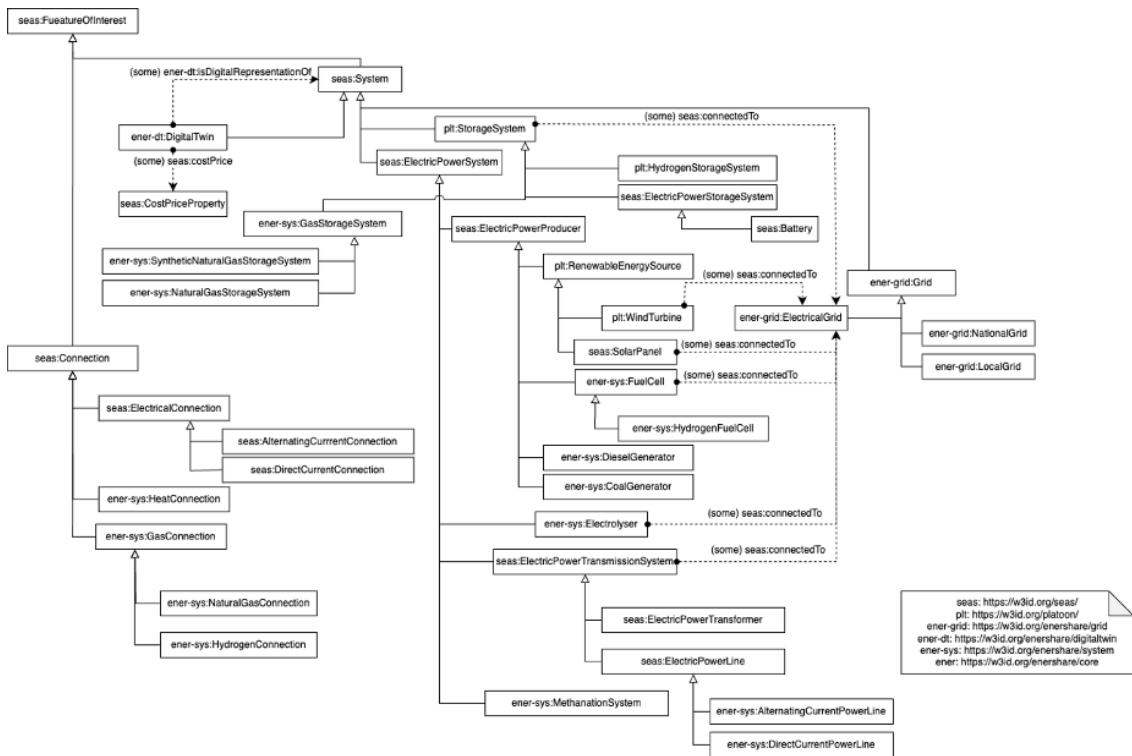 seas:FueatureOfInterest
(some) ener-dt:isDigitalRepresentationOf
seas:System
ener-dt:DigitalTwin
plt:StorageSystem
(some) seas:connectedTo
(some) seas:costPrice
seas:ElectricPowerSystem
plt:HydrogenStorageSystem
seas:CostPriceProperty
seas:ElectricPowerStorageSystem
ener-sys:GasStorageSystem
seas:ElectricPowerProducer
seas:Battery
ener-sys:SyntheticNaturalGasStorageSystem
plt:RenewableEnergySource
(some) seas:connectedTo
ener-grid:Grid
ener-sys:NaturalGasStorageSystem
plt:WindTurbine
ener-grid:ElectricalGrid
ener-grid:NationalGrid
seas:Connection
seas:SolarPanel
(some) seas:connectedTo
ener-grid:LocalGrid
ener-sys:FuelCell
(some) seas:connectedTo
seas:ElectricalConnection
ener-sys:HydrogenFuelCell
seas:AlternatingCurrrentConnection
ener-sys:DieselGenerator
seas:DirectCurrentConnection
ener-sys:CoalGenerator
ener-sys:HeatConnection
ener-sys:Electrolyser
(some) seas:connectedTo
ener-sys:GasConnection
seas:ElectricPowerTransmissionSystem
(some) seas:connectedTo
ener-sys:NaturalGasConnection
seas:ElectricPowerTransformer
ener-sys:HydrogenConnection
seas:ElectricPowerLine
ener-sys:MethanationSystem
ener-sys:AlternatingCurrentPowerLine
ener-sys:DirectCurrentPowerLine
seas: https://w3id.org/seas/
plt: https://w3id.org/platoon/
ener-grid: https://w3id.org/enershare/grid
ener-dt: https://w3id.org/enershare/digitaltwin
ener-sys: https://w3id.org/enershare/system
ener: https://w3id.org/enershare/core